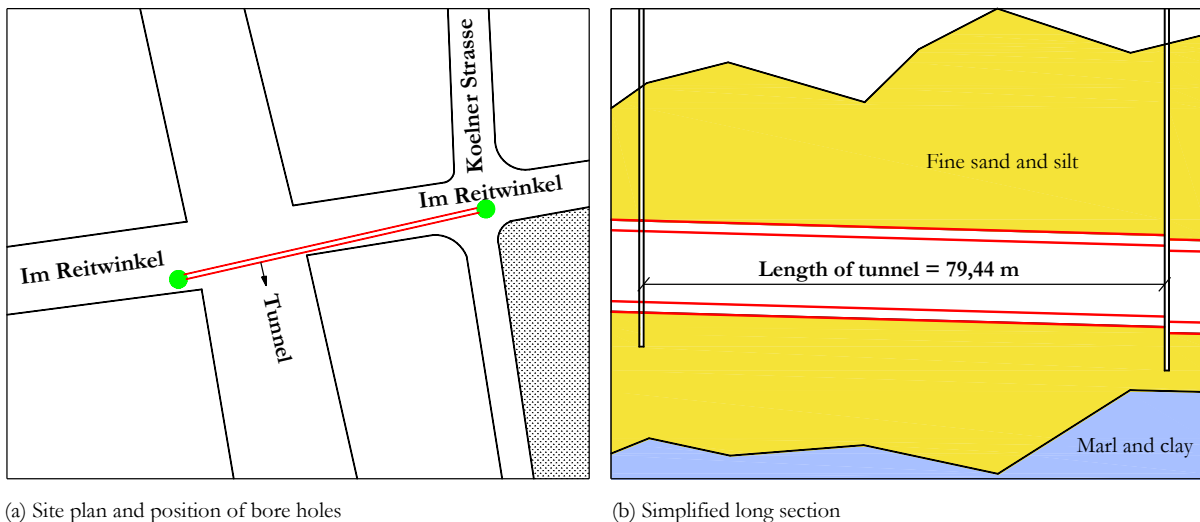 Koelner Strasse
Im Reitwinkel
Im Reitwinkel
Tunnel
(a) Site plan and position of bore holes
Fine sand and silt
Length of tunnel = 79,44 m
Marl and clay
(b) Simplified long section